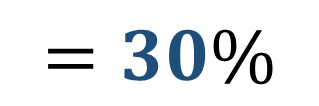 = 30%